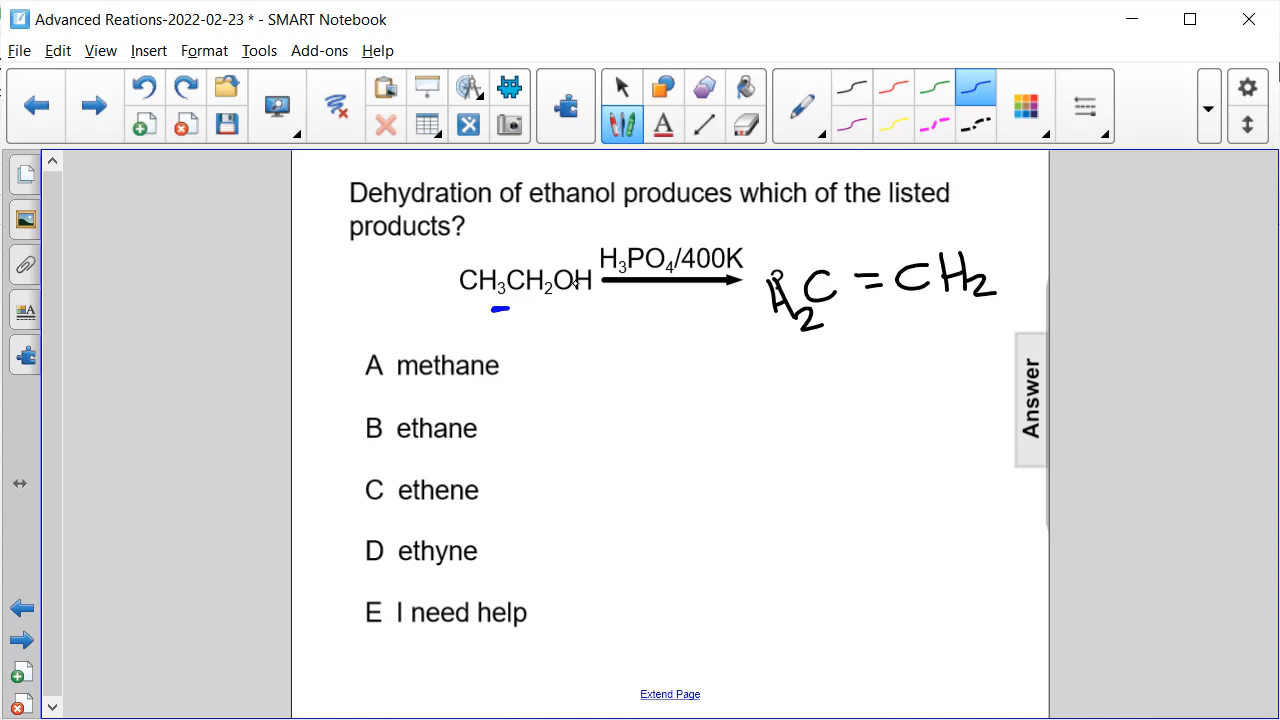 Advanced Reations-2022-02-23 * - SMART Notebook
File Edit View Insert Format Tools Add-ons Help
Dehydration of ethanol produces which of the listed
products?
H₃PO₄/400K
CH₃CH₂OH H₂C = CH₂
A methane
B ethane
C ethene
D ethyne
E I need help
Answer
Extend Page